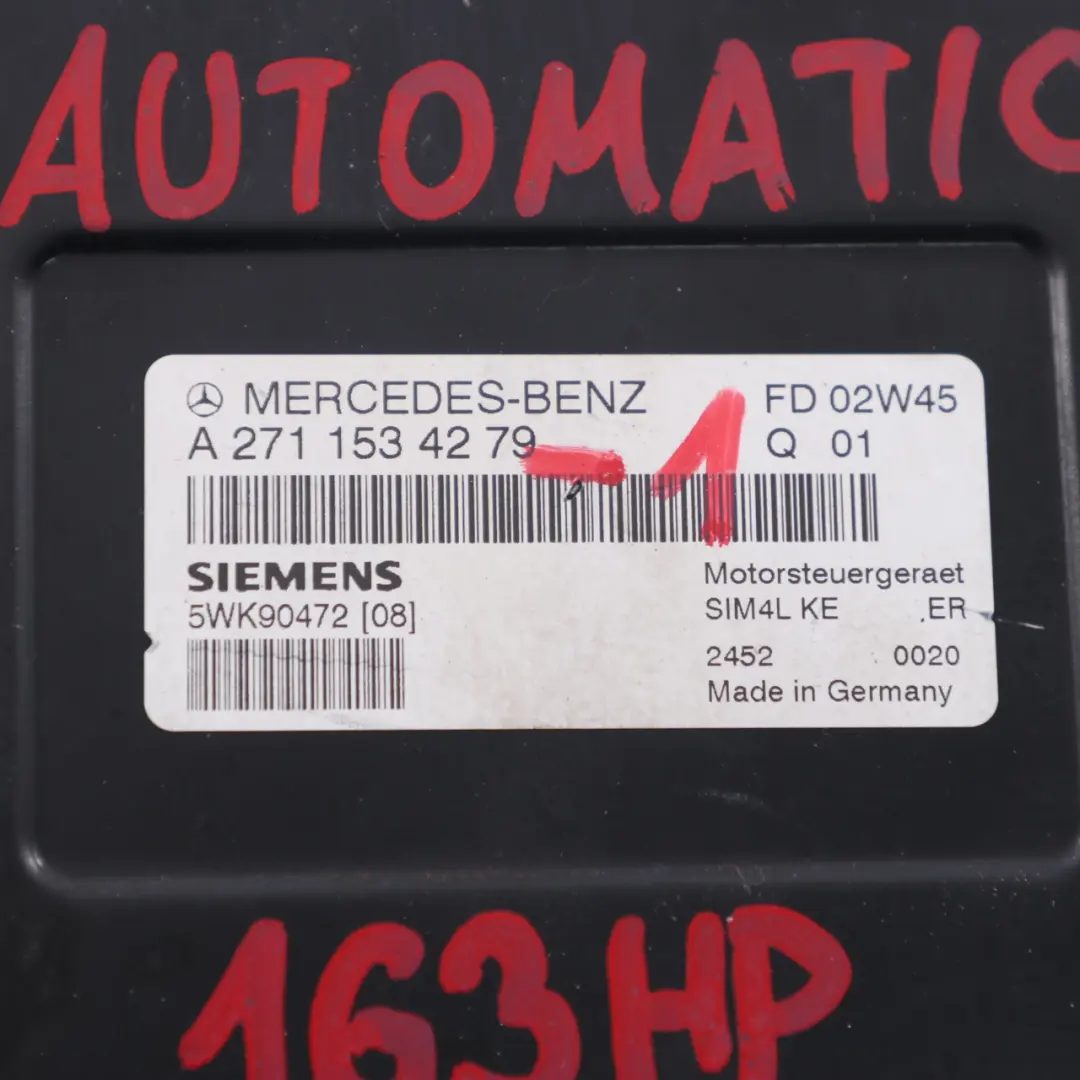 AUTOMATIC
MERCEDES-BENZ FD 02W45
A 271 153 42 79 -1 Q 01
SIEMENS Motorsteuergeraet
5WK90472 [08] SIM4L KE .ER
2452 0020
Made in Germany
163HP